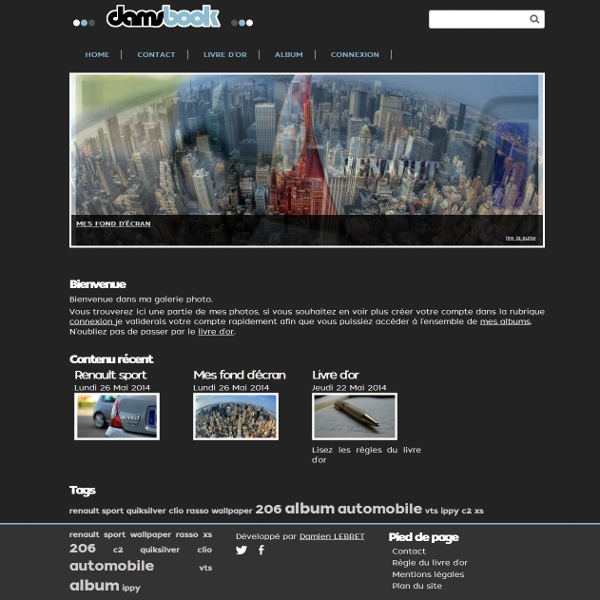 damsbook
HOME CONTACT LIVRE D'OR ALBUM CONNEXION
RENAULT
MES FOND D'ÉCRAN
lire la suite
Bienvenue
Bienvenue dans ma galerie photo.
Vous trouverez ici une partie de mes photos, si vous souhaitez en voir plus créer votre compte dans la rubrique
connexion je validerais votre compte rapidement afin que vous puissiez accéder à l'ensemble de mes albums.
N'oubliez pas de passer par le livre d'or.
Contenu récent
Renault sport
Lundi 26 Mai 2014
Mes fond d'écran
Lundi 26 Mai 2014
Livre d'or
Jeudi 22 Mai 2014
Lisez les règles du livre
d'or
Tags
renault sport quiksilver clio rasso wallpaper 206 album automobile vts ippy c2 xs
renault sport wallpaper rasso xs
206 c2 quiksilver clio
automobile vts
album ippy
Développé par Damien LEBRET
Pied de page
Contact
Règle du livre d'or
Mentions légales
Plan du site